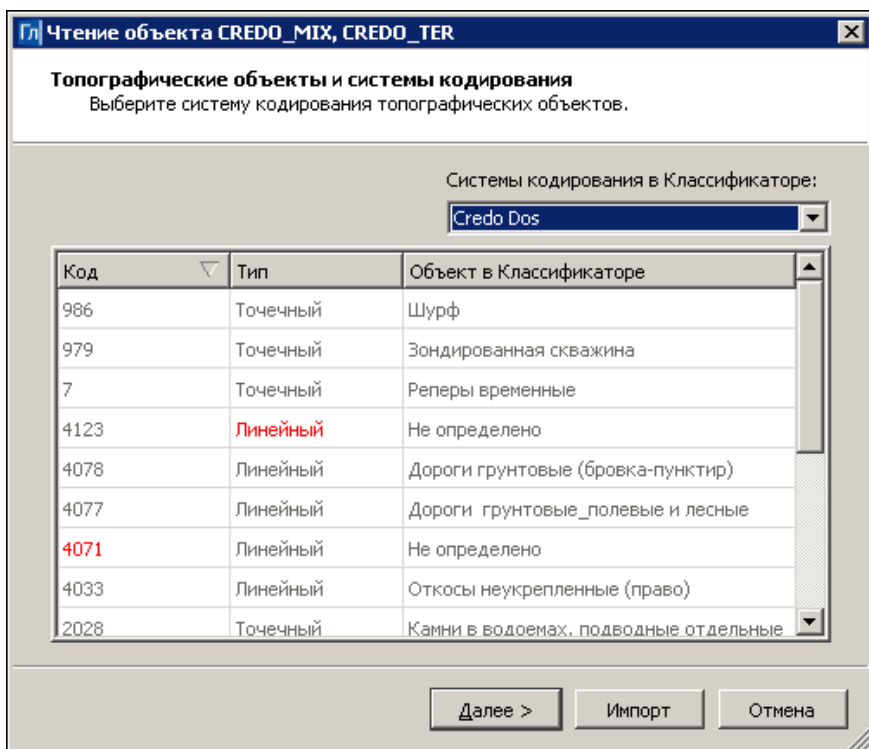 Гл Чтение объекта CREDO_MIX, CREDO_TER
Топографические объекты и системы кодирования
Выберите систему кодирования топографических объектов.
Системы кодирования в Классификаторе:
Credo Dos
Код Тип Объект в Классификаторе
986 Точечный Шурф
979 Точечный Зондированная скважина
7 Точечный Реперы временные
4123 Линейный Не определено
4078 Линейный Дороги грунтовые (бровка-пунктир)
4077 Линейный Дороги грунтовые_полевые и лесные
4071 Линейный Не определено
4033 Линейный Откосы неукрепленные (право)
2028 Точечный Камни в водоемах, подводные отдельные
Далее > Импорт Отмена